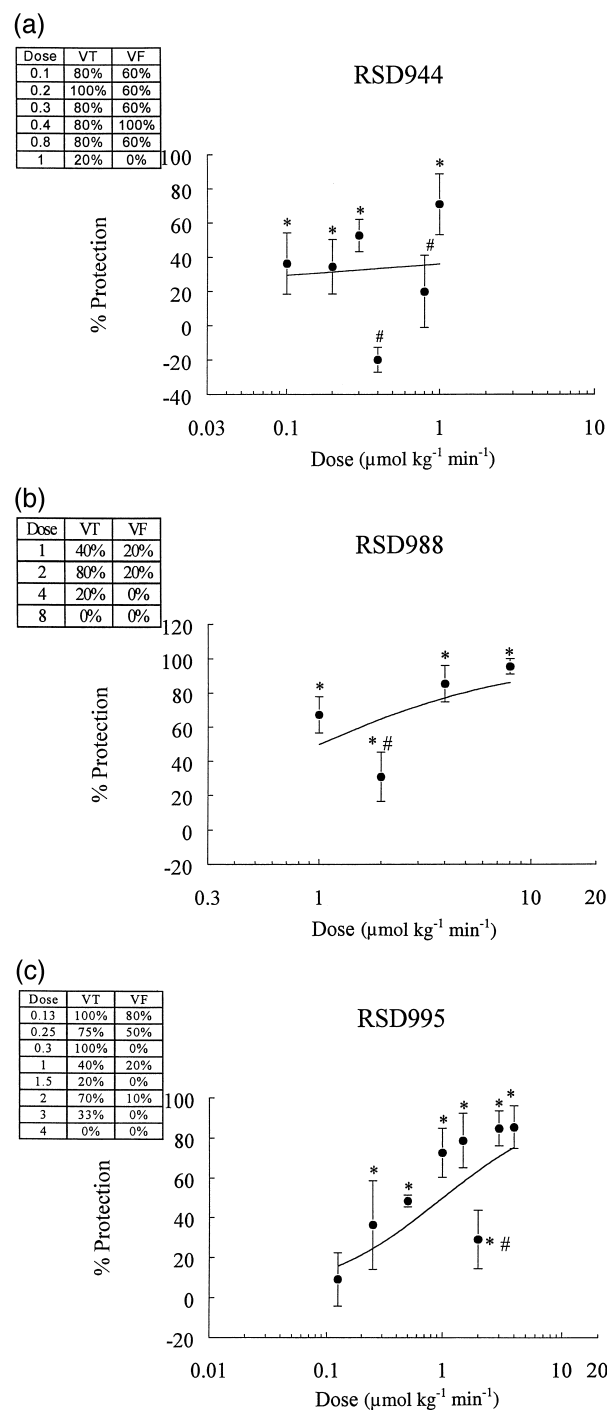 (a)
Dose VT VF
0.1 80% 60%
0.2 100% 60%
0.3 80% 60%
0.4 80% 100%
0.8 80% 60%
1 20% 0%
RSD944
100
80
60
40
20
0
-20
-40
% Protection
* * * # # *
0.03 0.1 1 10
Dose (µmol kg-1 min-1)
(b)
Dose VT VF
1 40% 20%
2 80% 20%
4 20% 0%
8 0% 0%
RSD988
120
100
80
60
40
20
0
-20
% Protection
* * # * *
0.3 1 10 20
Dose (µmol kg-1 min-1)
(c)
Dose VT VF
0.13 100% 80%
0.25 75% 50%
0.3 100% 0%
1 40% 20%
1.5 20% 0%
2 70% 10%
3 33% 0%
4 0% 0%
RSD995
100
80
60
40
20
0
-20
% Protection
* * * * * * * #
0.01 0.1 1 10 20
Dose (µmol kg-1 min-1)